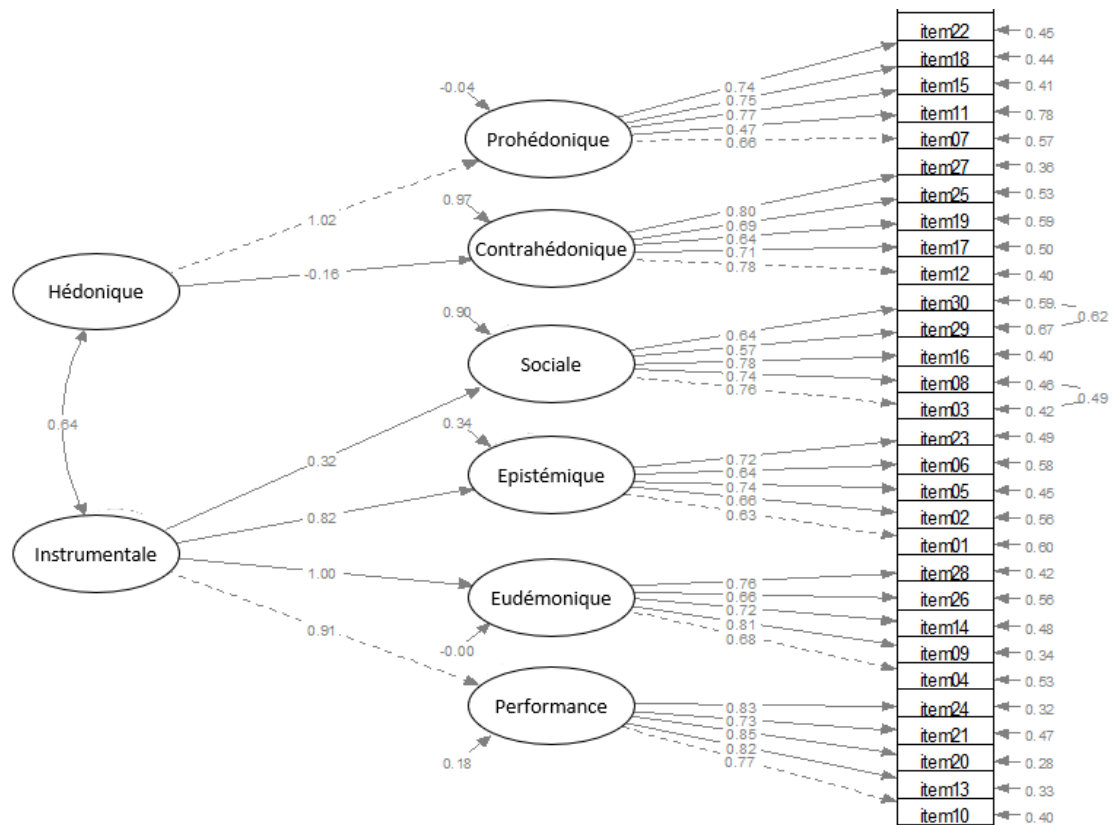 Hédonique
Instrumentale
0.64
1.02
-0.16
0.32
0.82
1.00
0.91
-0.04
Prohédonique
0.97
Contrahédonique
0.90
Sociale
0.34
Epistémique
Eudémonique
-0.00
Performance
0.18
0.74
0.75
0.77
0.47
0.66
0.80
0.69
0.64
0.71
0.78
0.64
0.57
0.78
0.74
0.76
0.72
0.64
0.74
0.66
0.63
0.76
0.66
0.72
0.81
0.68
0.83
0.73
0.85
0.82
0.77
item22 0.45
item18 0.44
item15 0.41
item11 0.78
item07 0.57
item27 0.36
item25 0.53
item19 0.59
item17 0.50
item12 0.40
item30 0.59
0.62
item29 0.67
item16 0.40
item08 0.46
0.49
item03 0.42
item23 0.49
item06 0.58
item05 0.45
item02 0.56
item01 0.60
item28 0.42
item26 0.56
item14 0.48
item09 0.34
item04 0.53
item24 0.32
item21 0.47
item20 0.28
item13 0.33
item10 0.40